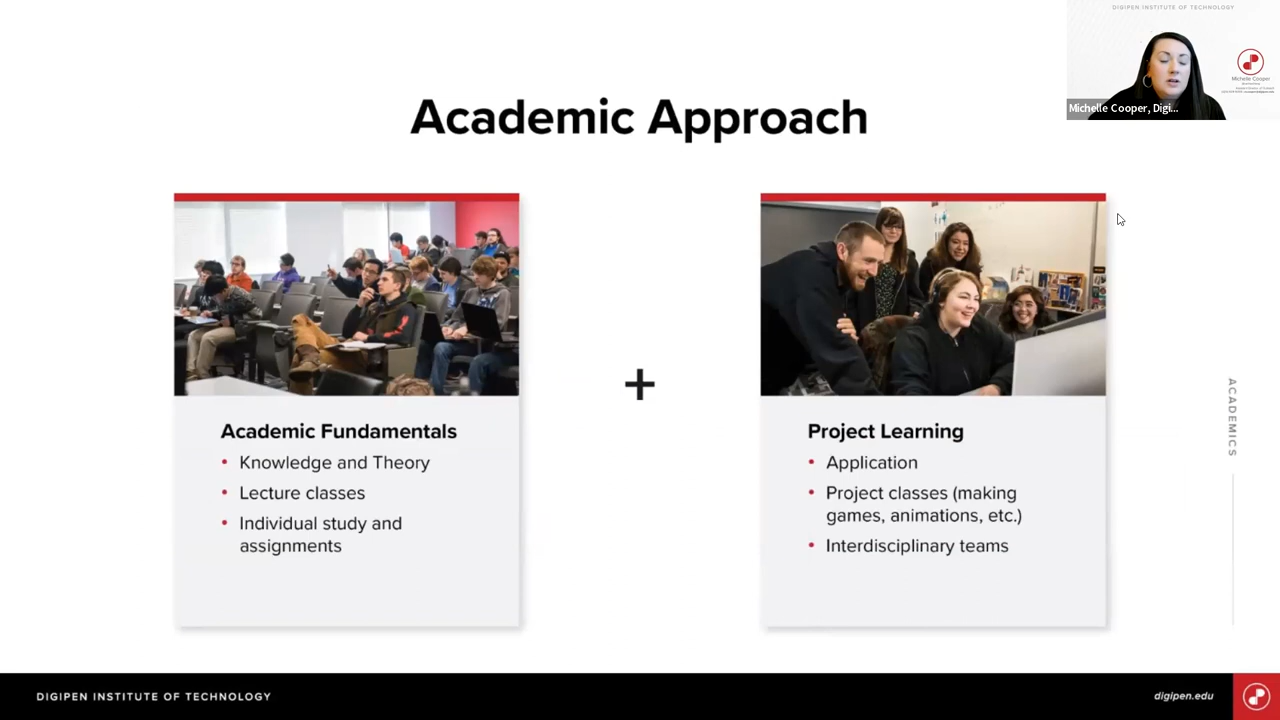 DIGIPEN INSTITUTE OF TECHNOLOGY
Michelle Cooper
Michelle Cooper, Digi...
Academic Approach
+
Academic Fundamentals
• Knowledge and Theory
• Lecture classes
• Individual study and
assignments
Project Learning
• Application
• Project classes (making
games, animations, etc.)
• Interdisciplinary teams
ACADEMICS
DIGIPEN INSTITUTE OF TECHNOLOGY
digipen.edu